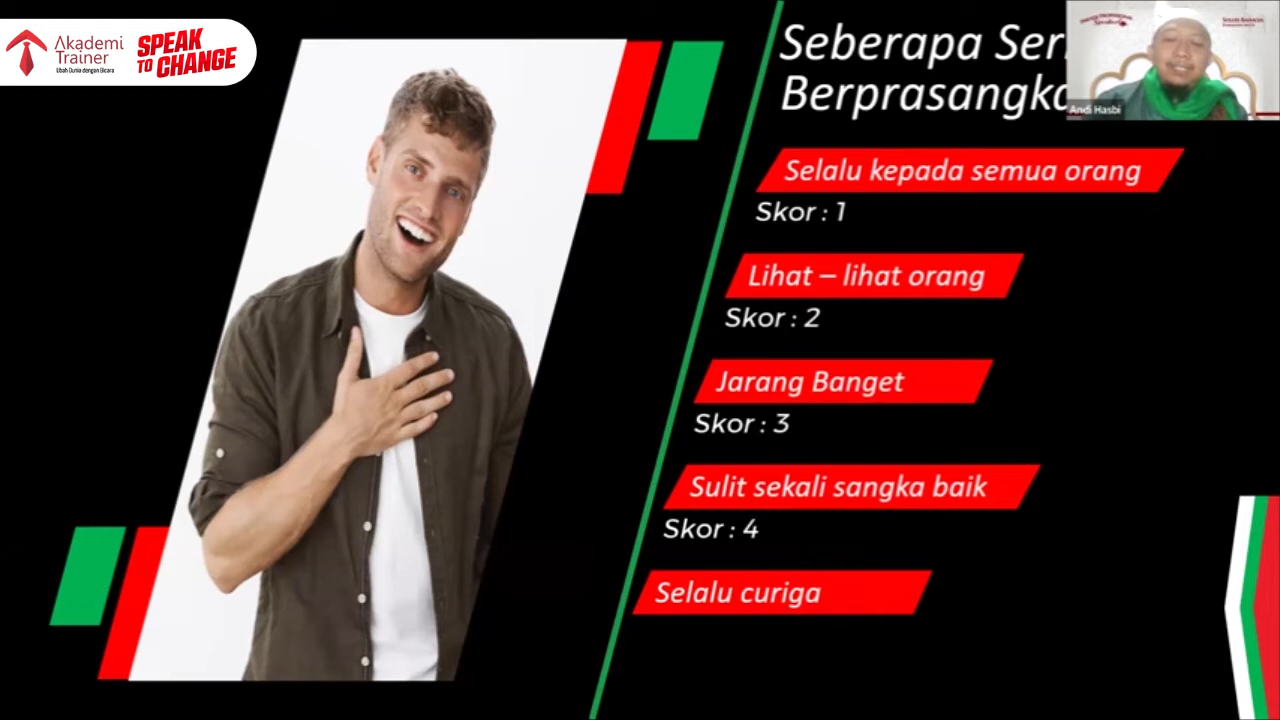 Akademi
Trainer
Ubah Dunia dengan Bicara
SPEAK
TO CHANGE
Seberapa
Berprasangka
Andi Hasbi
Selalu kepada semua orang
Skor : 1
Lihat – lihat orang
Skor : 2
Jarang Banget
Skor : 3
Sulit sekali sangka baik
Skor : 4
Selalu curiga